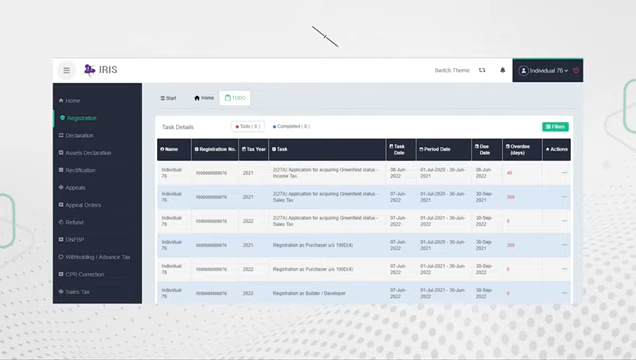 IRIS
Switch Theme
Individual 76
Start
Home
TODO
Home
Registration
Declaration
Assets Declaration
Rectification
Appeals
Appeal Orders
Refund
DNFBP
Withholding / Advance Tax
CPR Correction
Sales Tax
Task Details
Completed ( 0 )
Filters
Name Registration No. Tax Year Task Task Date Period Date Due Date Overdue (days) Actions
Individual 76 2021 2(27A) Application for acquiring Greenfield status - Income Tax 2022 01-Jul-2020 - 30-Jun-2021 2022
Individual 76 2021 2(27A) Application for acquiring Greenfield status - Sales Tax 07-Jun-2022 01-Jul-2020 - 30-Jun-2021 30-Sep-2021
Individual 76 2022 2(27A) Application for acquiring Greenfield status - Sales Tax 07-Jun-2022 01-Jul-2021 - 30-Jun-2022 30-Sep-2022 0
Individual 76 2021 Registration as Purchaser u/s 100D(4) 07-Jun-2022 01-Jul-2020 - 30-Jun-2021 30-Sep-2021
Individual 76 2022 Registration as Purchaser u/s 100D(4) 07-Jun-2022 01-Jul-2021 - 30-Jun-2022 30-Sep-2022 0
Individual 76 2022 Registration as Builder / Developer 07-Jun-2022 01-Jul-2021 - 30-Jun-2022 30-Sep-2022 0